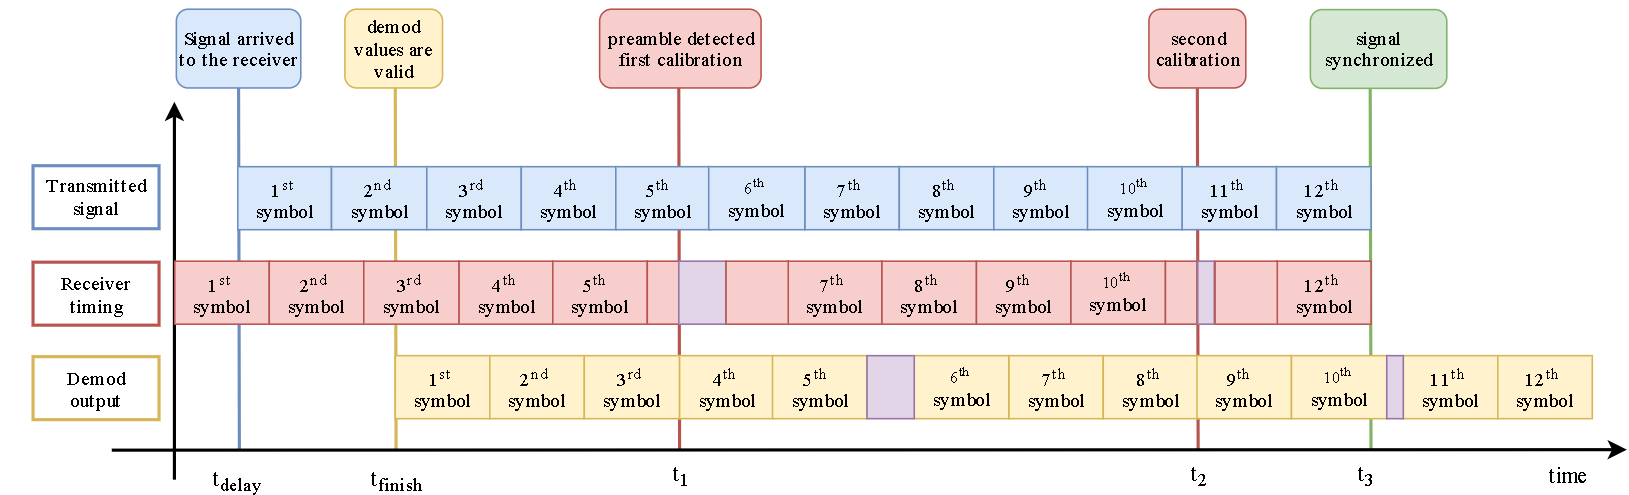 Signal arrived
to the receiver
demod
values are
valid
preamble detected
first calibration
second
calibration
signal
synchronized
Transmitted
signal
1st
symbol
2nd
symbol
3rd
symbol
4th
symbol
5th
symbol
6th
symbol
7th
symbol
8th
symbol
9th
symbol
10th
symbol
11th
symbol
12th
symbol
Receiver
timing
1st
symbol
2nd
symbol
3rd
symbol
4th
symbol
5th
symbol
7th
symbol
8th
symbol
9th
symbol
10th
symbol
12th
symbol
Demod
output
1st
symbol
2nd
symbol
3rd
symbol
4th
symbol
5th
symbol
6th
symbol
7th
symbol
8th
symbol
9th
symbol
10th
symbol
11th
symbol
12th
symbol
tdelay
tfinish
t1
t2
t3
time